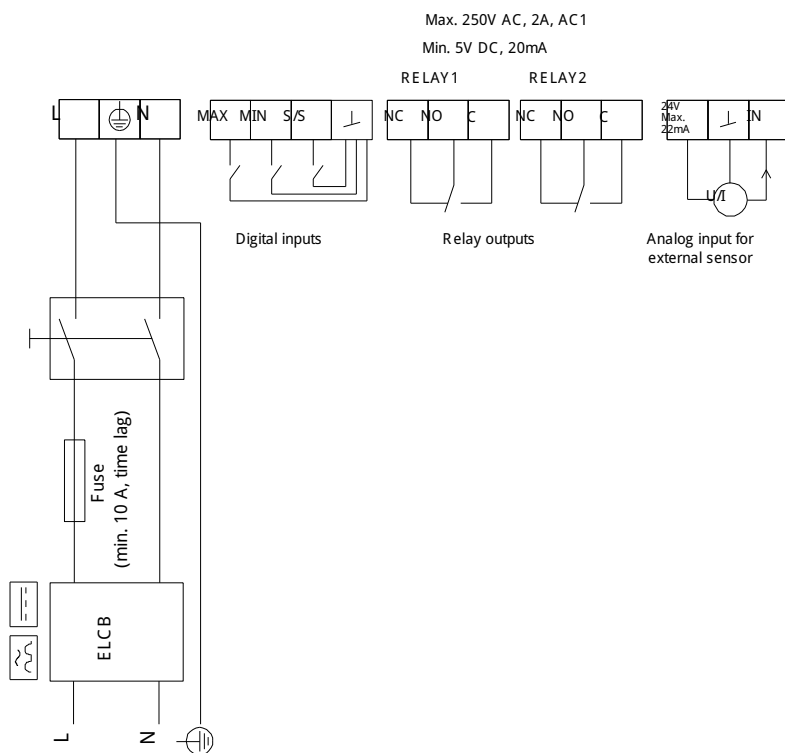 Max. 250V AC, 2A, AC1
Min. 5V DC, 20mA
RELAY1
RELAY2
L
N
MAX MIN S/S
NC NO C
NC NO C
24V
Max.
22mA
IN
U/I
Digital inputs
Relay outputs
Analog input for
external sensor
Fuse
(min. 10 A, time lag)
ELCB
L
N